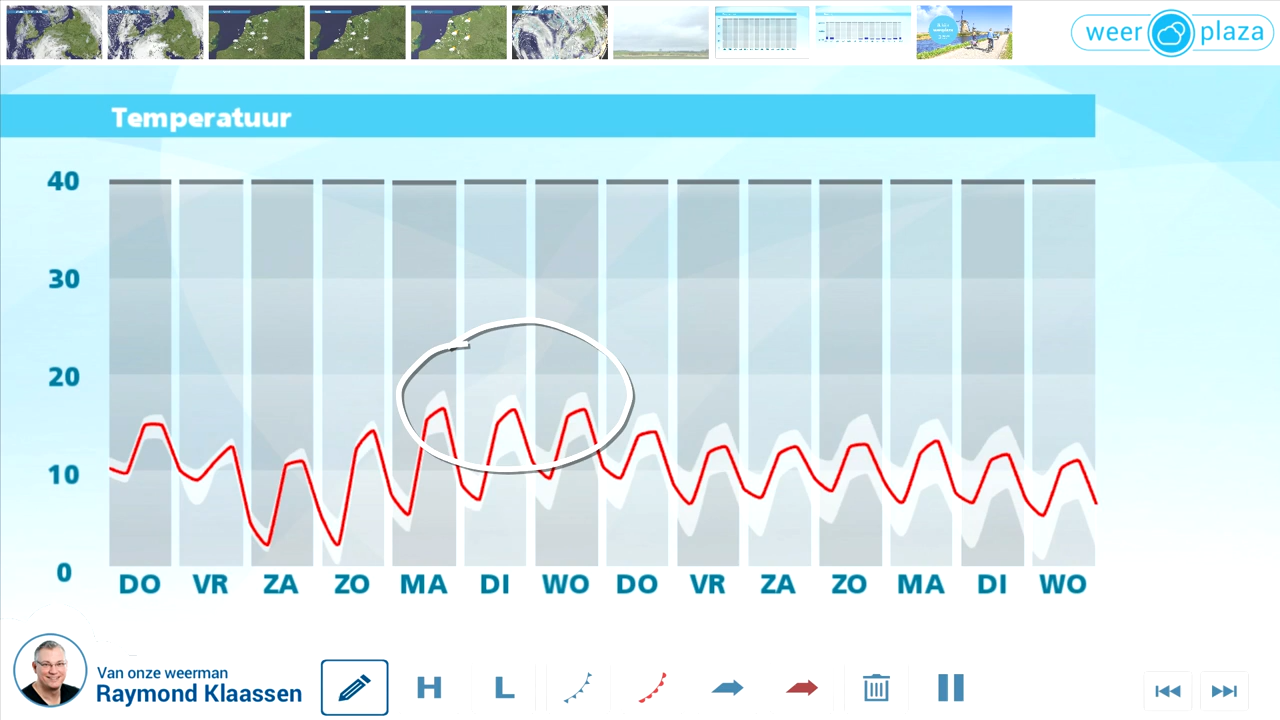 weer plaza
Temperatuur
40
30
20
10
0
DO VR ZA ZO MA DI WO DO VR ZA ZO MA DI WO
Van onze weerman
Raymond Klaassen
H L